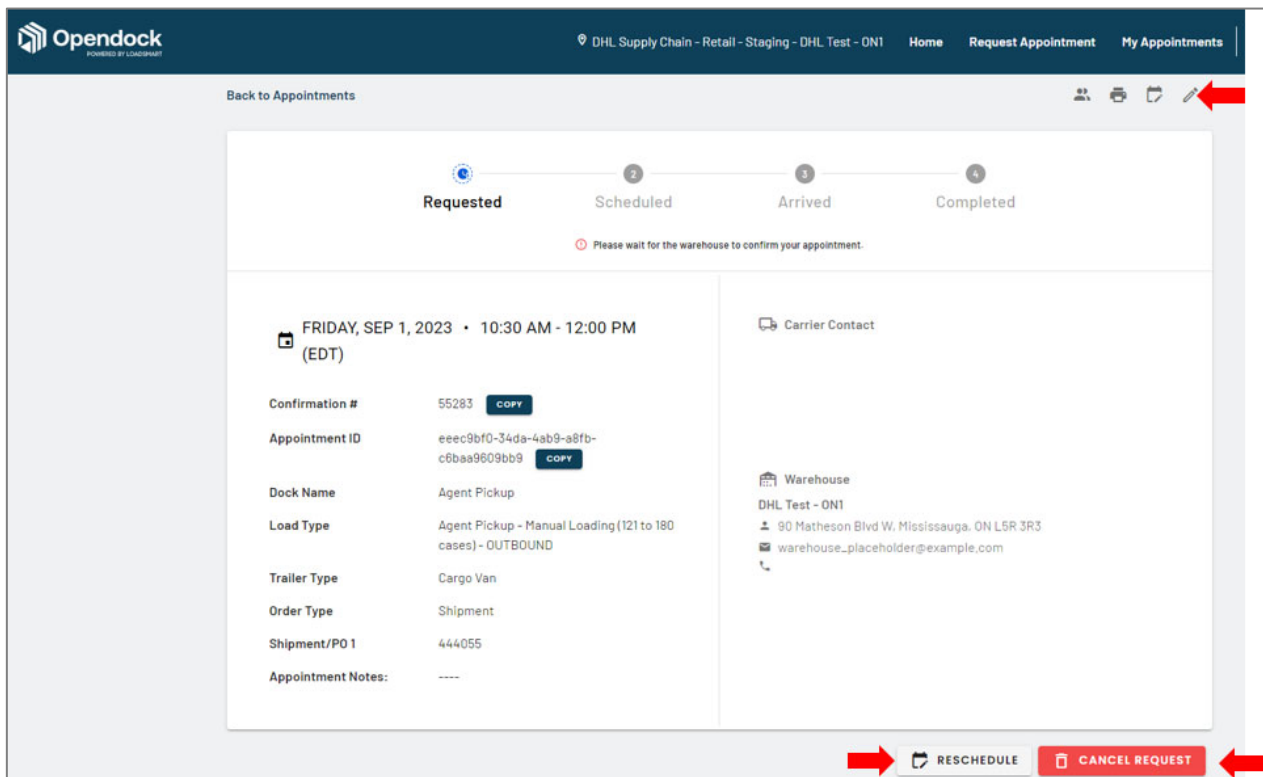 Opendock
POWERED BY LOADSMART
DHL Supply Chain - Retail - Staging - DHL Test - ON1 Home Request Appointment My Appointments
Back to Appointments
2 3 4
Requested Scheduled Arrived Completed
Please wait for the warehouse to confirm your appointment.
FRIDAY, SEP 1, 2023 • 10:30 AM - 12:00 PM
(EDT)
Confirmation # 55283 COPY
Appointment ID eeec9bf0-34da-4ab9-a8fb-
c6baa9609bb9 COPY
Dock Name Agent Pickup
Load Type Agent Pickup - Manual Loading (121 to 180
cases) - OUTBOUND
Trailer Type Cargo Van
Order Type Shipment
Shipment/PO 1 444055
Appointment Notes: ----
Carrier Contact
Warehouse
DHL Test - ON1
90 Matheson Blvd W, Mississauga, ON L5R 3R3
warehouse_placeholder@example.com
RESCHEDULE CANCEL REQUEST